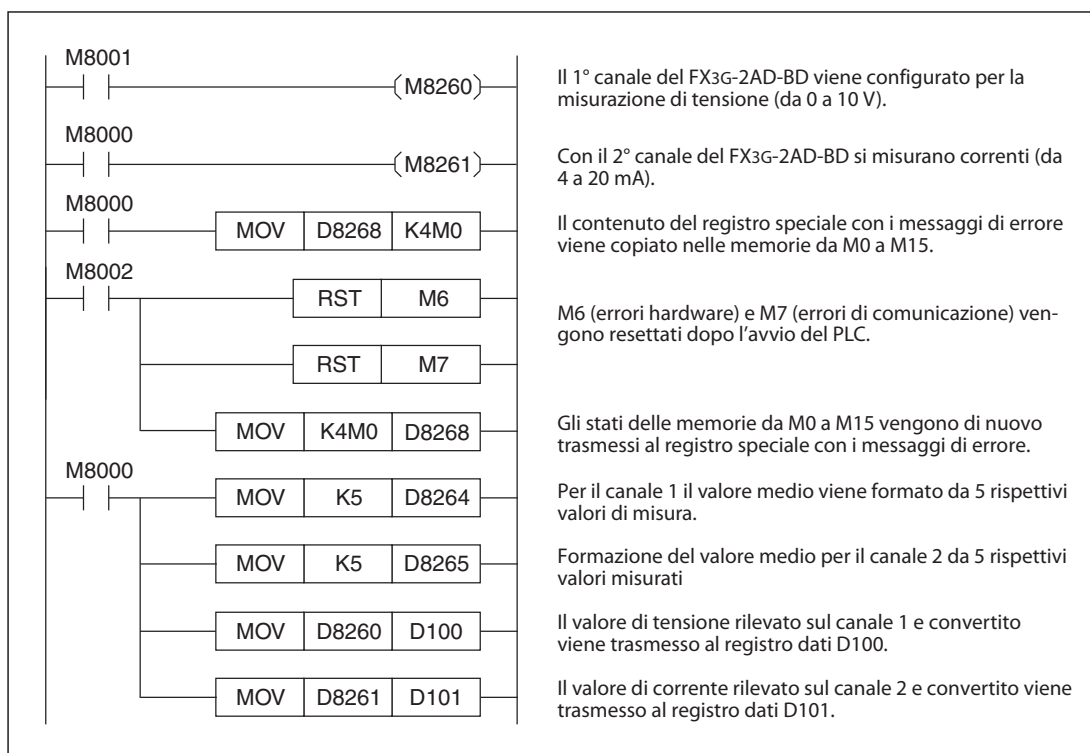 M8001
M8260
Il 1° canale del FX3G-2AD-BD viene configurato per la
misurazione di tensione (da 0 a 10 V).
M8000
M8261
Con il 2° canale del FX3G-2AD-BD si misurano correnti (da
4 a 20 mA).
M8000
MOV D8268 K4M0
Il contenuto del registro speciale con i messaggi di errore
viene copiato nelle memorie da M0 a M15.
M8002
RST M6
M6 (errori hardware) e M7 (errori di comunicazione) ven-
gono resettati dopo l'avvio del PLC.
RST M7
MOV K4M0 D8268
Gli stati delle memorie da M0 a M15 vengono di nuovo
trasmessi al registro speciale con i messaggi di errore.
M8000
MOV K5 D8264
Per il canale 1 il valore medio viene formato da 5 rispettivi
valori di misura.
MOV K5 D8265
Formazione del valore medio per il canale 2 da 5 rispettivi
valori misurati
MOV D8260 D100
Il valore di tensione rilevato sul canale 1 e convertito
viene trasmesso al registro dati D100.
MOV D8261 D101
Il valore di corrente rilevato sul canale 2 e convertito viene
trasmesso al registro dati D101.